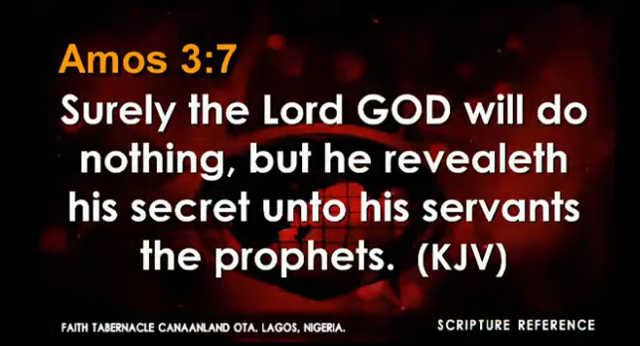 Amos 3:7
Surely the Lord GOD will do
nothing, but he revealeth
his secret unto his servants
the prophets. (KJV)
FAITH TABERNACLE CANAANLAND OTA. LAGOS, NIGERIA.
SCRIPTURE REFERENCE